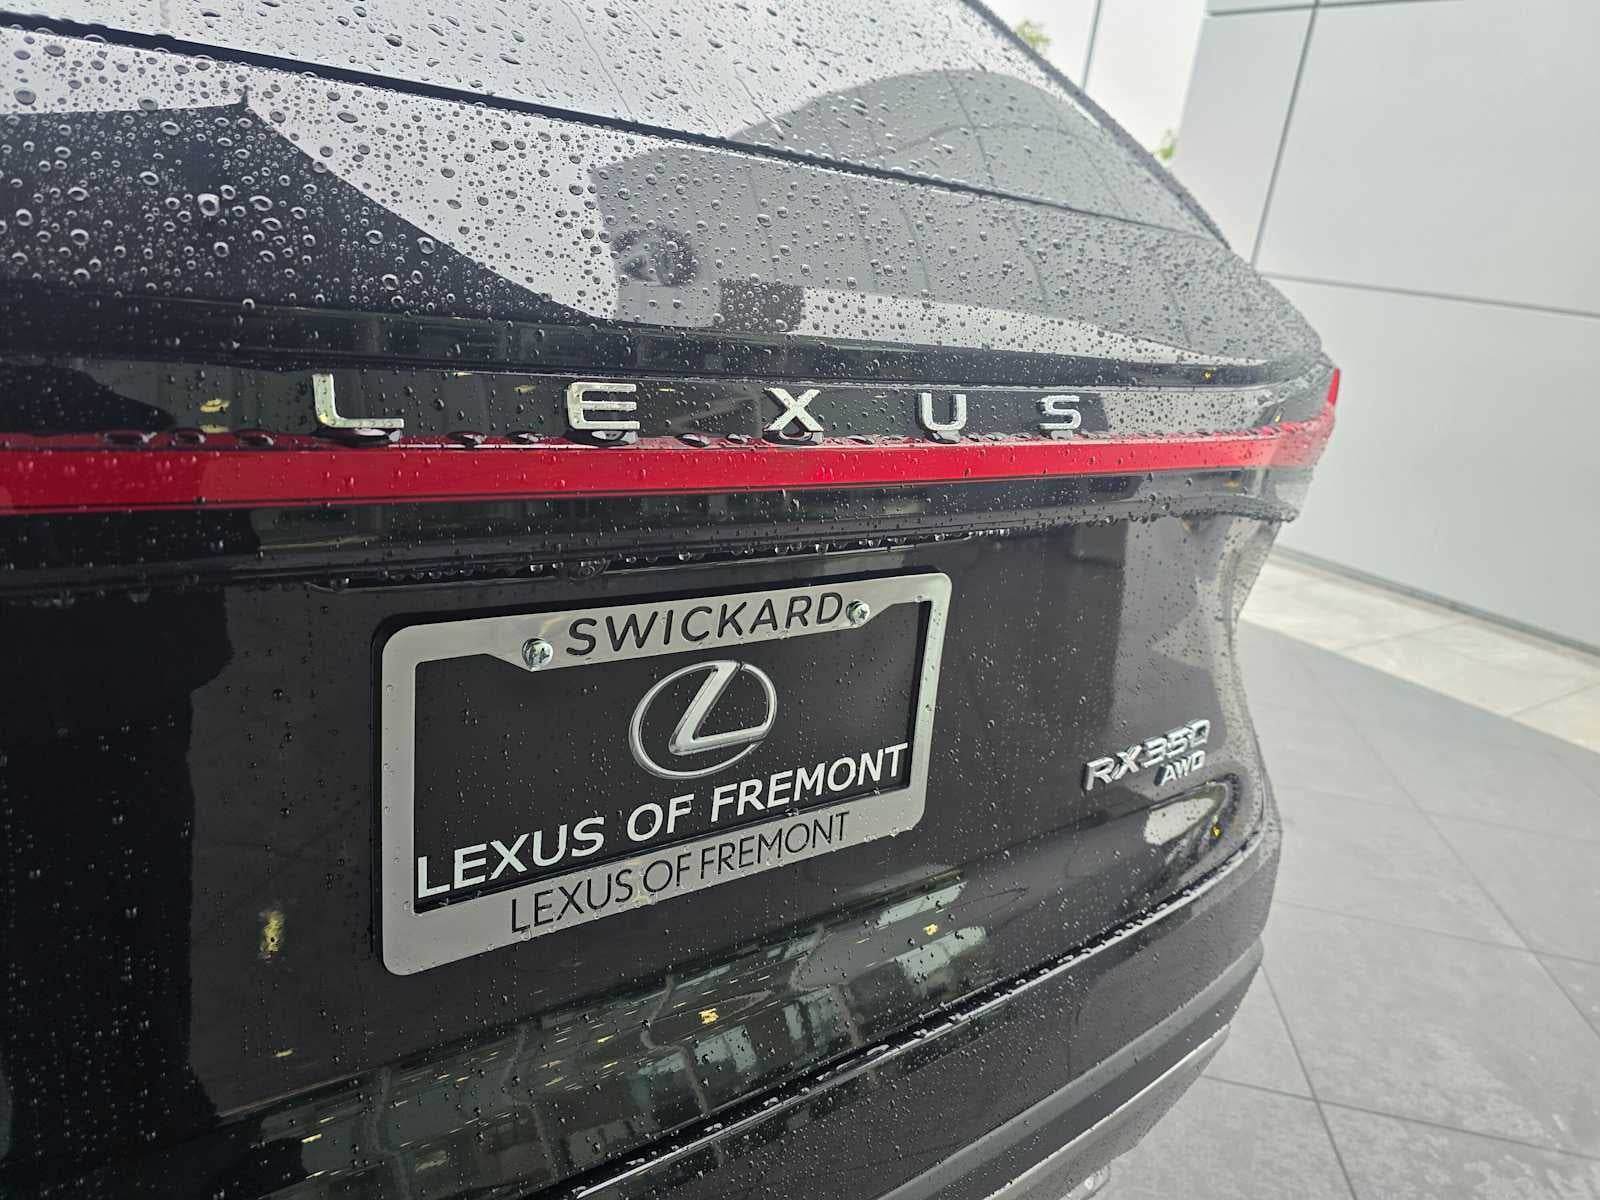 LEXUS
SWICKARD
LEXUS OF FREMONT
LEXUS OF FREMONT
RX350
AWD